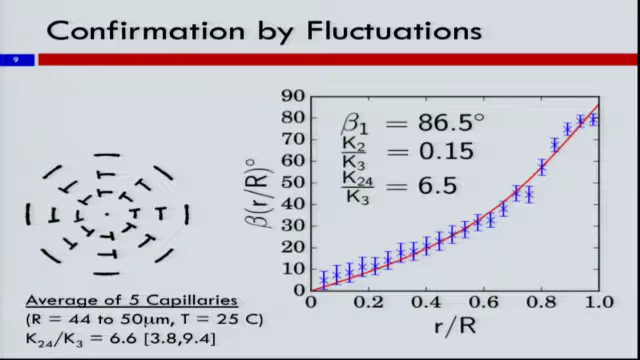 Confirmation by Fluctuations
9
90
80
70
60
50
40
30
20
10
0
β(r/R)°
β₁ = 86.5°
K₂/K₃ = 0.15
K₂₄/K₃ = 6.5
0 0.2 0.4 0.6 0.8 1.0
r/R
Average of 5 Capillaries
(R = 44 to 50μm, T = 25 C)
K₂₄/K₃ = 6.6 [3.8,9.4]